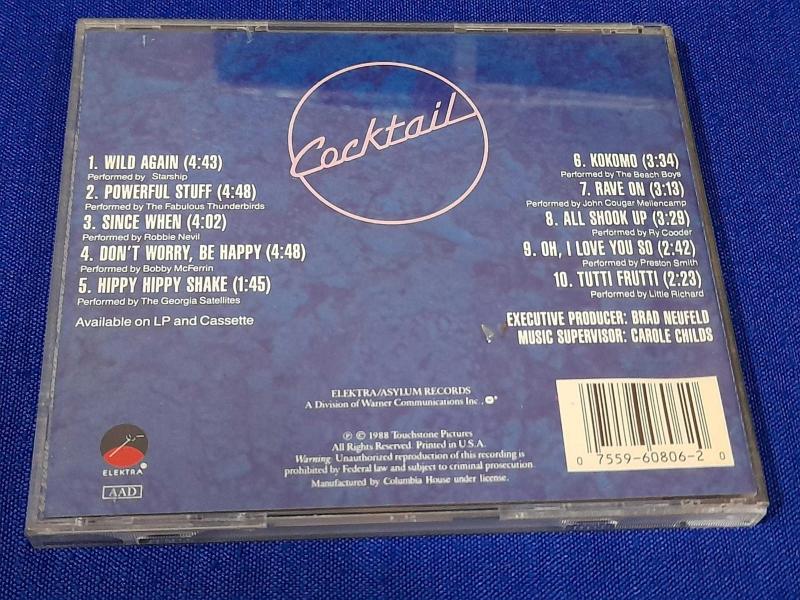 Cocktail
1. WILD AGAIN (4:43)
Performed by Starship
2. POWERFUL STUFF (4:48)
Performed by The Fabulous Thunderbirds
3. SINCE WHEN (4:02)
Performed by Robbie Nevil
4. DON'T WORRY, BE HAPPY (4:48)
Performed by Bobby McFerrin
5. HIPPY HIPPY SHAKE (1:45)
Performed by The Georgia Satellites
Available on LP and Cassette
6. KOKOMO (3:34)
Performed by The Beach Boys
7. RAVE ON (3:13)
Performed by John Cougar Mellencamp
8. ALL SHOOK UP (3:29)
Performed by Ry Cooder
9. OH, I LOVE YOU SO (2:42)
Performed by Preston Smith
10. TUTTI FRUTTI (2:23)
Performed by Little Richard
EXECUTIVE PRODUCER: BRAD NEUFELD
MUSIC SUPERVISOR: CAROLE CHILDS
ELEKTRA/ASYLUM RECORDS
A Division of Warner Communications Inc.,
℗ © 1988 Touchstone Pictures
All Rights Reserved. Printed in U.S.A.
Warning: Unauthorized reproduction of this recording is
prohibited by Federal law and subject to criminal prosecution.
Manufactured by Columbia House under license.
ELEKTRA
AAD
0 7559-60806-2 0